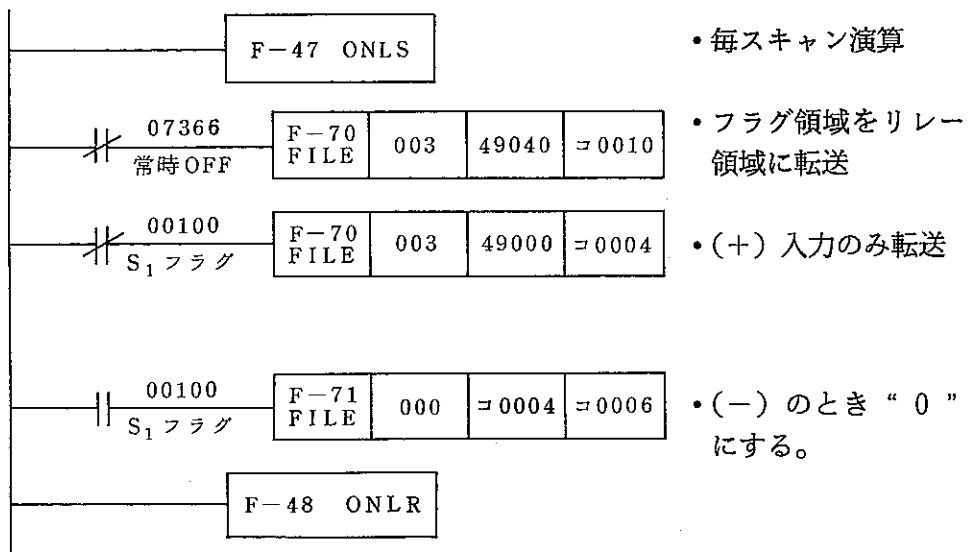 F-47 ONLS
•毎スキャン演算
07366
常時OFF
F-70
FILE
003
49040
コ0010
•フラグ領域をリレー
領域に転送
00100
S₁フラグ
F-70
FILE
003
49000
コ0004
•(+)入力のみ転送
00100
S₁フラグ
F-71
FILE
000
コ0004
コ0006
•(-)のとき“0”
にする。
F-48 ONLR